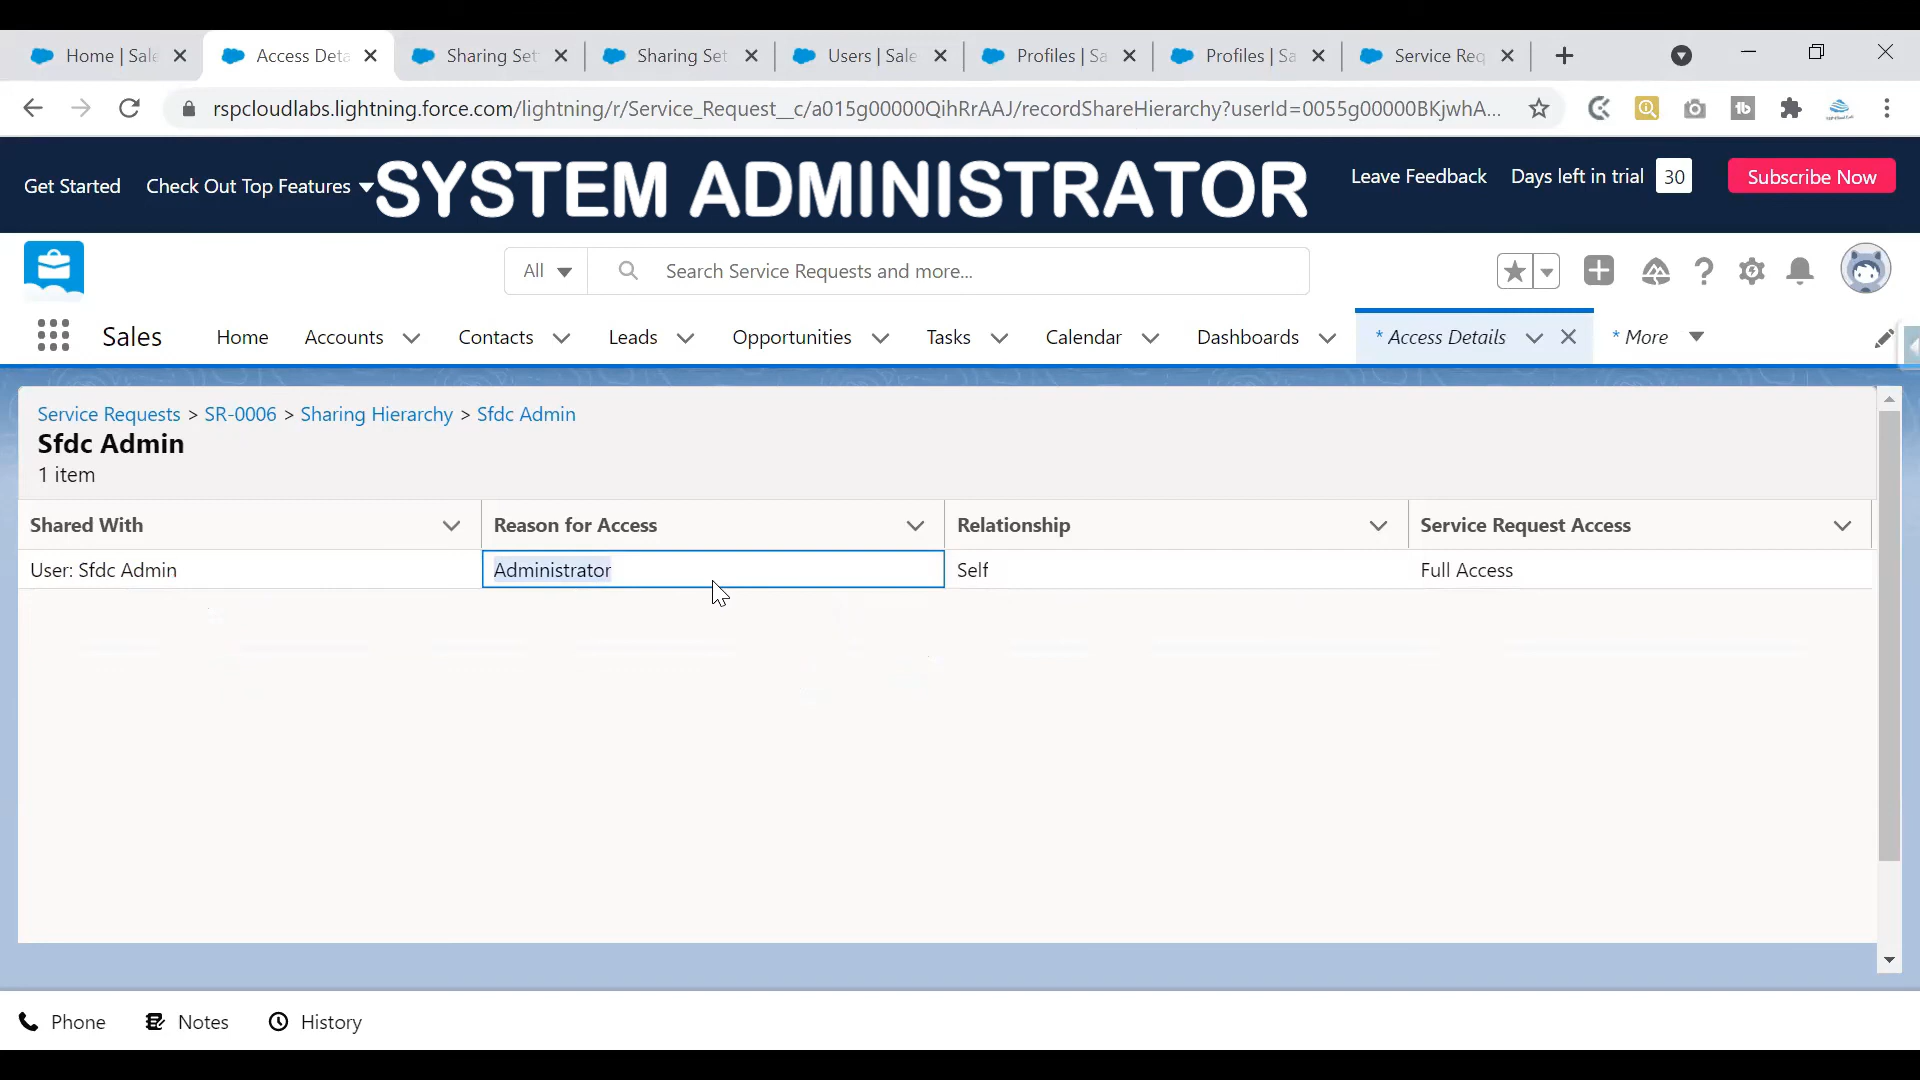 Home | Sale
Access Deta
Sharing Set
Sharing Set
Users | Sale
Profiles | Sa
Profiles | Sa
Service Req
rspcloudlabs.lightning.force.com/lightning/r/Service_Request__c/a015g00000QihRrAAJ/recordShareHierarchy?userId=0055g00000BKjwhA...
Get Started
Check Out Top Features
SYSTEM ADMINISTRATOR
Leave Feedback
Days left in trial
30
Subscribe Now
All
Search Service Requests and more...
Sales
Home
Accounts
Contacts
Leads
Opportunities
Tasks
Calendar
Dashboards
* Access Details
* More
Service Requests > SR-0006 > Sharing Hierarchy > Sfdc Admin
Sfdc Admin
1 item
Shared With
Reason for Access
Relationship
Service Request Access
User: Sfdc Admin
Administrator
Self
Full Access
Phone
Notes
History